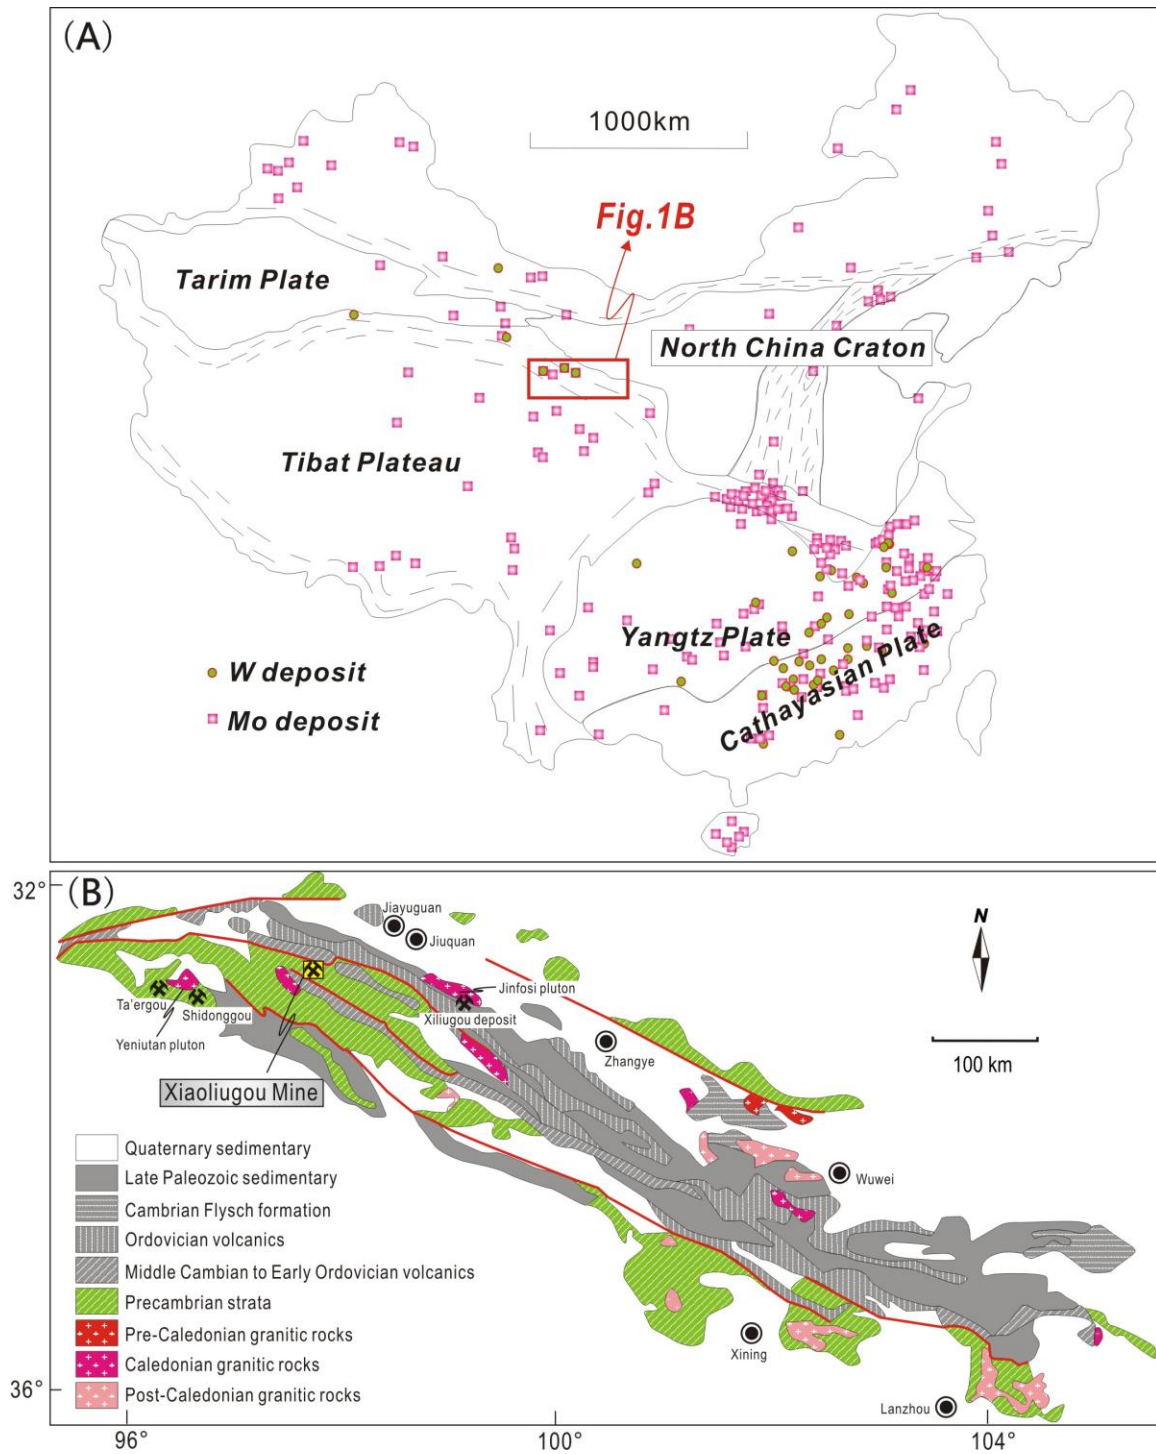 (A)
1000km
Fig.1B
Tarim Plate
North China Craton
Tibat Plateau
Yangtz Plate
Cathayasian Plate
W deposit
Mo deposit
(B)
32°
Jiayuguan
Jiuquan
N
Jinfosi pluton
Ta'ergou
Shidonggou
Xiliugou deposit
Yeniutan pluton
Zhangye
100 km
Xiaoliugou Mine
Quaternary sedimentary
Late Paleozoic sedimentary
Wuwei
Cambrian Flysch formation
Ordovician volcanics
Middle Cambian to Early Ordovician volcanics
Precambrian strata
Pre-Caledonian granitic rocks
Xining
Caledonian granitic rocks
Post-Caledonian granitic rocks
Lanzhou
36°
96°
100°
104°